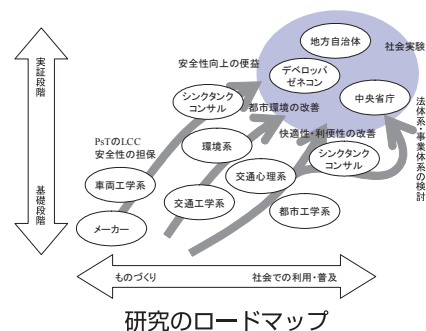 地方自治体
社会実験
安全性向上の便益
デベロッパ
ゼネコン
実証段階
シンクタンク
コンサル
中央省庁
都市環境の改善
法体系・事業体系の検討
快適性・利便性の改善
PsTのLCC
安全性の担保
環境系
シンクタンク
コンサル
車両工学系
交通心理系
基礎段階
交通工学系
都市工学系
メーカー
ものづくり
社会での利用・普及
研究のロードマップ